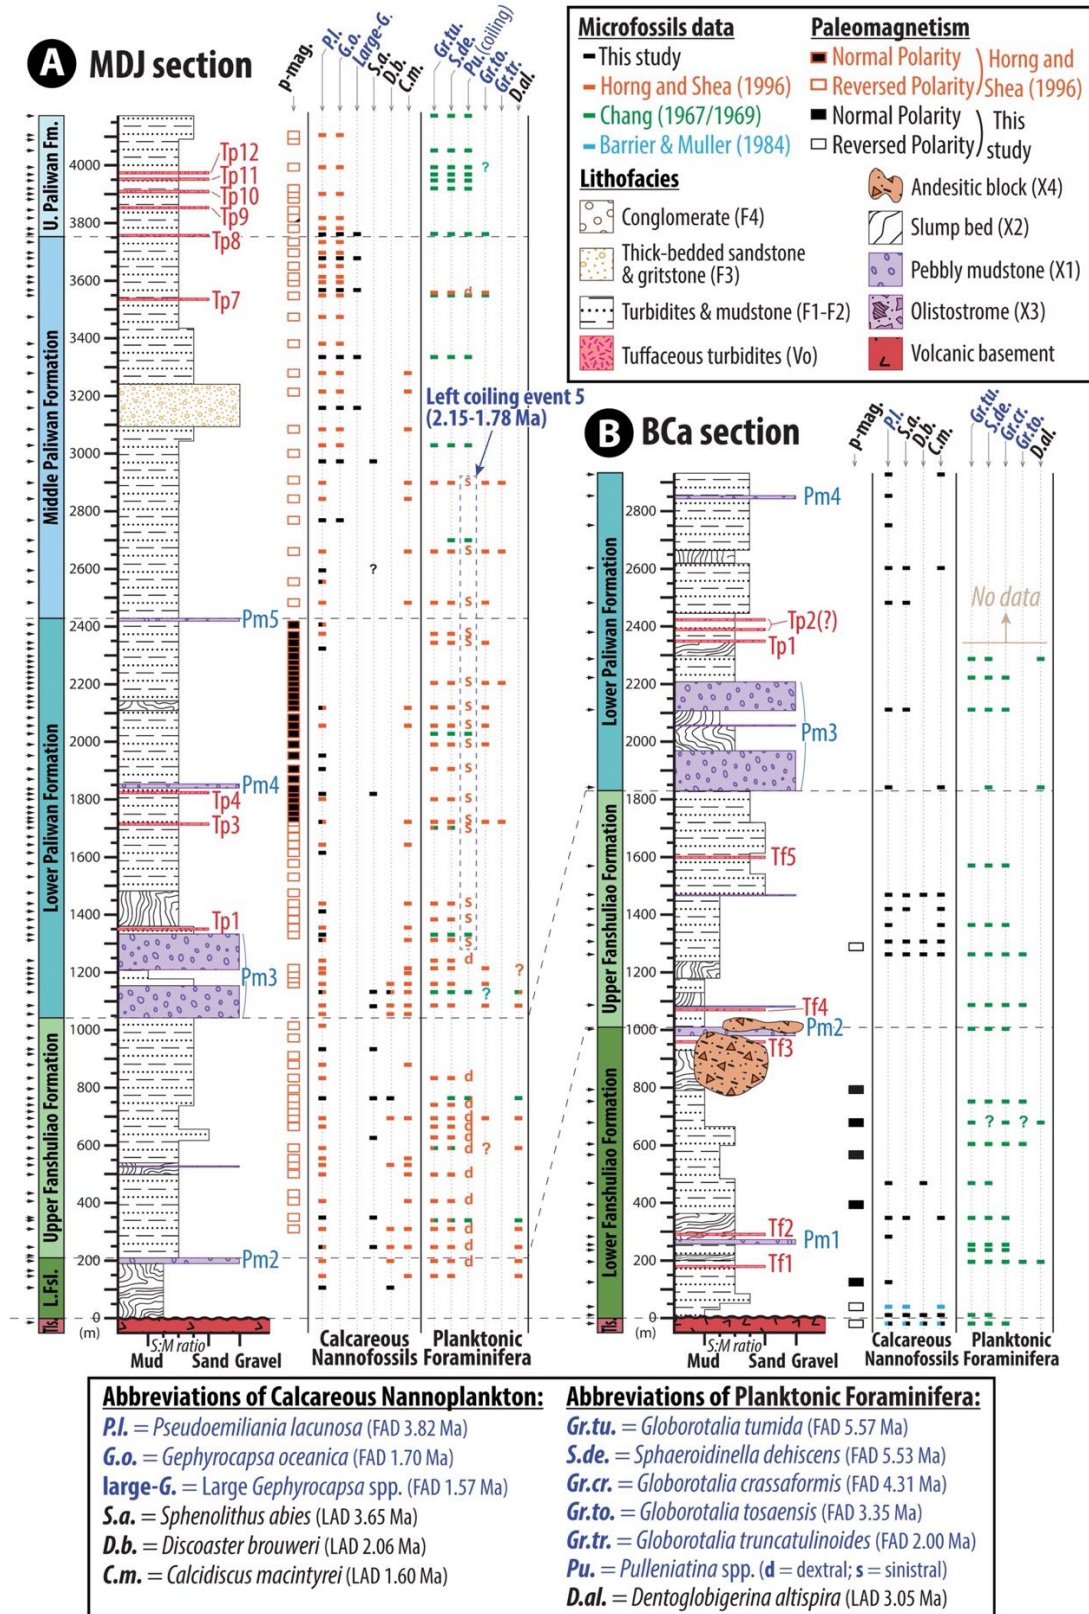 A MDJ section
p-mag.
P.l.
G.o.
Large-G.
S.a.
D.b.
C.m.
Gr.tu.
S.de.
Pu. (coiling)
Gr.to.
Gr.tr.
D.al.
Microfossils data
This study
Horng and Shea (1996)
Chang (1967/1969)
Barrier & Muller (1984)
Paleomagnetism
Normal Polarity
Reversed Polarity
Horng and Shea (1996)
Normal Polarity
Reversed Polarity
This study
Lithofacies
Conglomerate (F4)
Thick-bedded sandstone
& gritstone (F3)
Turbidites & mudstone (F1-F2)
Tuffaceous turbidites (Vo)
Andesitic block (X4)
Slump bed (X2)
Pebbly mudstone (X1)
Olistostrome (X3)
Volcanic basement
U. Paliwan Fm.
Middle Paliwan Formation
Lower Paliwan Formation
Upper Fanshuliao Formation
L.Fsl.
Tls.
4000
3800
3600
3400
3200
3000
2800
2600
2400
2200
2000
1800
1600
1400
1200
1000
800
600
400
200
0
(m)
Tp12
Tp11
Tp10
Tp9
Tp8
Tp7
Pm5
Pm4
Tp4
Tp3
Tp1
Pm3
Pm2
?
d
Left coiling event 5
(2.15-1.78 Ma)
s
?
s
s
s
s
s
s
s
s
s
s
s
s
s
s
d
?
?
d
d
d
d
d
d
?
d
d
d
d
S:M ratio
Mud
Sand Gravel
Calcareous
Nannofossils
Planktonic
Foraminifera
B BCa section
p-mag.
P.l.
S.a.
D.b.
C.m.
Gr.tu.
S.de.
Gr.cr.
Gr.to.
D.al.
Lower Paliwan Formation
Upper Fanshuliao Formation
Lower Fanshuliao Formation
Tls.
2800
2600
2400
2200
2000
1800
1600
1400
1200
1000
800
600
400
200
0
(m)
Pm4
Tp2(?)
Tp1
Pm3
Tf5
Tf4
Pm2
Tf3
Tf2
Pm1
Tf1
No data
?
?
S:M ratio
Mud
Sand Gravel
Calcareous
Nannofossils
Planktonic
Foraminifera
Abbreviations of Calcareous Nannoplankton:
P.l. = Pseudoemiliania lacunosa (FAD 3.82 Ma)
G.o. = Gephyrocapsa oceanica (FAD 1.70 Ma)
large-G. = Large Gephyrocapsa spp. (FAD 1.57 Ma)
S.a. = Sphenolithus abies (LAD 3.65 Ma)
D.b. = Discoaster brouweri (LAD 2.06 Ma)
C.m. = Calcidiscus macintyrei (LAD 1.60 Ma)
Abbreviations of Planktonic Foraminifera:
Gr.tu. = Globorotalia tumida (FAD 5.57 Ma)
S.de. = Sphaeroidinella dehiscens (FAD 5.53 Ma)
Gr.cr. = Globorotalia crassaformis (FAD 4.31 Ma)
Gr.to. = Globorotalia tosaensis (FAD 3.35 Ma)
Gr.tr. = Globorotalia truncatulinoides (FAD 2.00 Ma)
Pu. = Pulleniatina spp. (d = dextral; s = sinistral)
D.al. = Dentoglobigerina altispira (LAD 3.05 Ma)